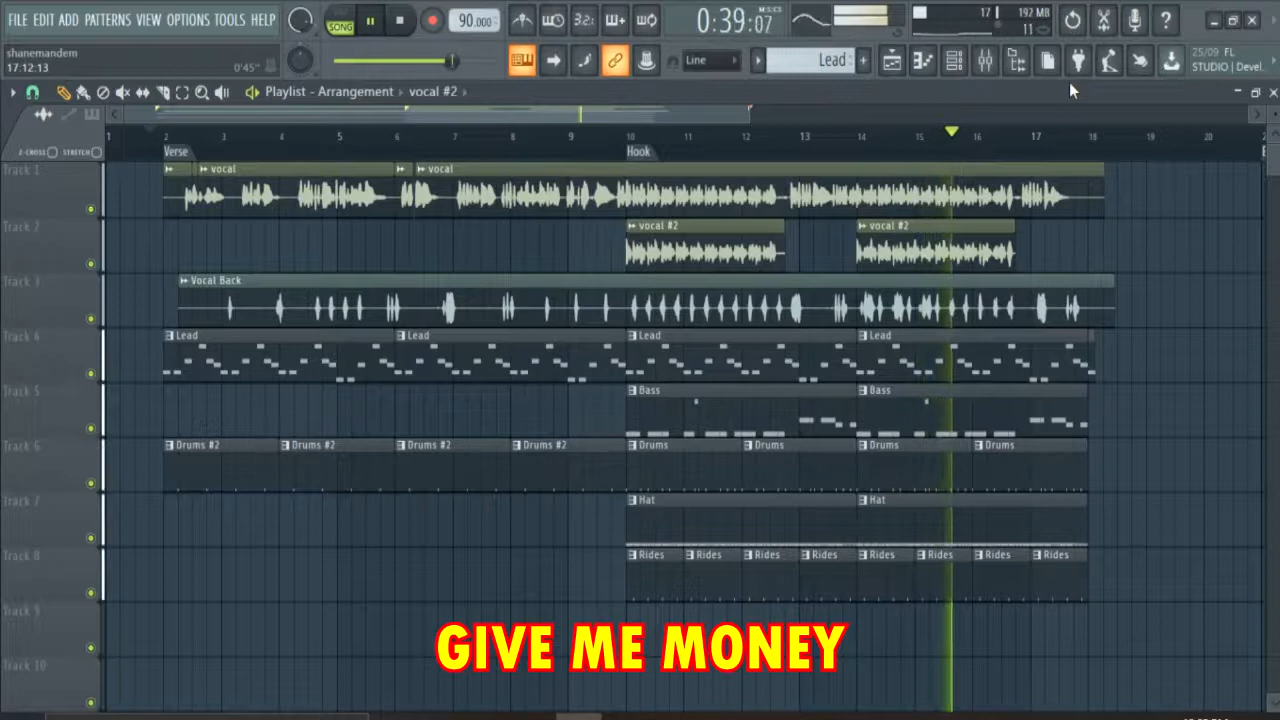 FILE EDIT ADD PATTERNS VIEW OPTIONS TOOLS HELP
SONG
90.000
3 2
0:39:07
M:S:CS
17
192 MB
11
shanemandem
17:12:13
0'45"
Line
Lead
25/09 FL
STUDIO | Devel..
Playlist - Arrangement › vocal #2 ›
1 2 3 4 5 6 7 8 9 10 11 12 13 14 15 16 17 18 19 20
Z-CROSS STRETCH
Verse
Hook
Track 1
vocal
vocal
Track 2
vocal #2
vocal #2
Track 3
Vocal Back
Track 4
Lead
Lead
Lead
Lead
Track 5
Bass
Bass
Track 6
Drums #2
Drums #2
Drums #2
Drums #2
Drums
Drums
Drums
Drums
Track 7
Hat
Hat
Track 8
Rides
Rides
Rides
Rides
Rides
Rides
Rides
Rides
Track 9
Track 10
GIVE ME MONEY